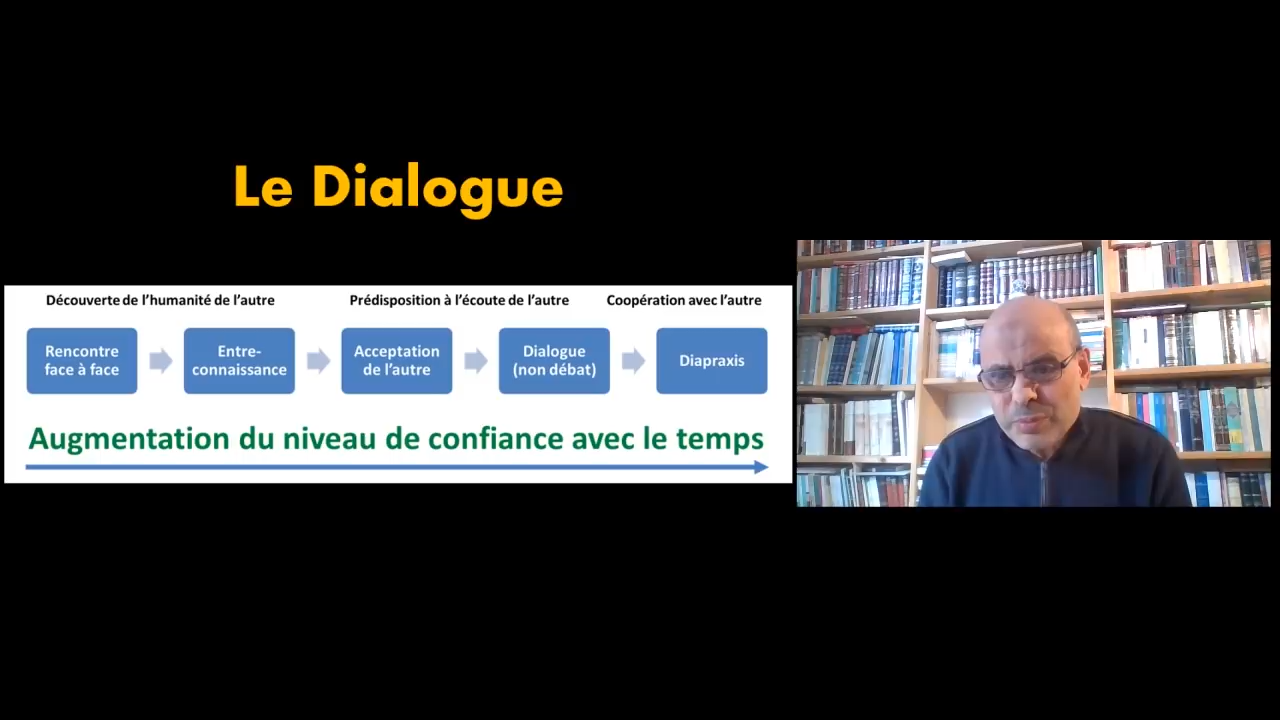 Le Dialogue
Découverte de l'humanité de l'autre
Prédisposition à l'écoute de l'autre
Coopération avec l'autre
Rencontre
face à face
Entre-
connaissance
Acceptation
de l'autre
Dialogue
(non débat)
Diapraxis
Augmentation du niveau de confiance avec le temps